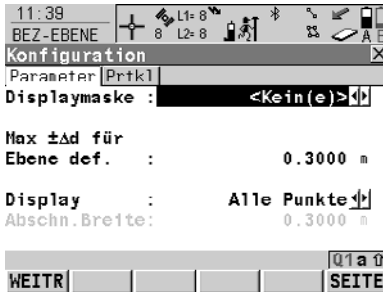 11:39
BEZ-EBENE
8 L1= 8
L2= 8
A E
Konfiguration X
Parameter Prtkl
Displaymaske : <Kein(e)>
Max ±Δd für
Ebene def. : 0.3000 m
Display : Alle Punkte
Abschn.Breite: 0.3000 m
Q1 a ⇧
WEITR SEITE